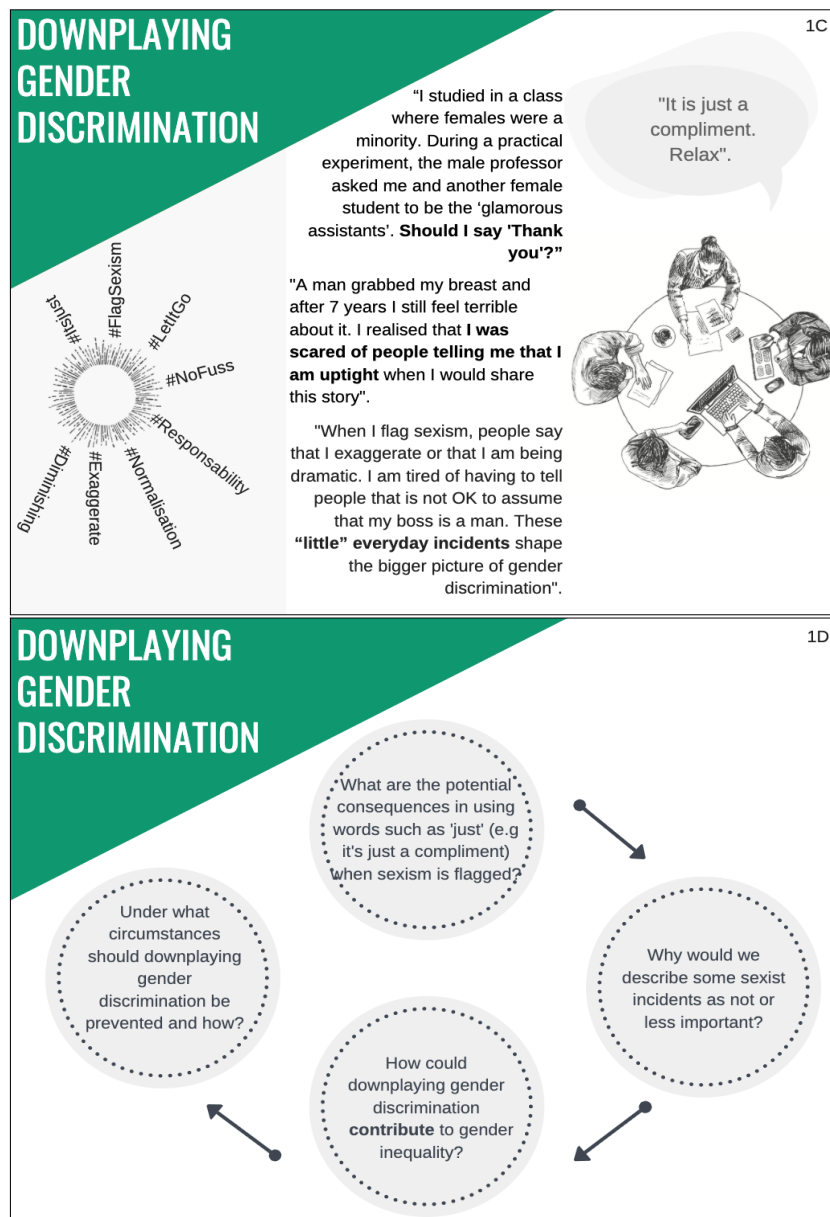 DOWNPLAYING
GENDER
DISCRIMINATION
1C
“I studied in a class
where females were a
minority. During a practical
experiment, the male professor
asked me and another female
student to be the ‘glamorous
assistants’. Should I say 'Thank
you'?”
"A man grabbed my breast and
after 7 years I still feel terrible
about it. I realised that I was
scared of people telling me that I
am uptight when I would share
this story".
"When I flag sexism, people say
that I exaggerate or that I am being
dramatic. I am tired of having to tell
people that is not OK to assume
that my boss is a man. These
“little” everyday incidents shape
the bigger picture of gender
discrimination".
"It is just a
compliment.
Relax".
#ItsJust
#FlagSexism
#LetItGo
#NoFuss
#Responsability
#Normalisation
#Exaggerate
#Diminishing
DOWNPLAYING
GENDER
DISCRIMINATION
1D
What are the potential
consequences in using
words such as 'just' (e.g
it's just a compliment)
when sexism is flagged?
Why would we
describe some sexist
incidents as not or
less important?
How could
downplaying gender
discrimination
contribute to gender
inequality?
Under what
circumstances
should downplaying
gender
discrimination be
prevented and how?